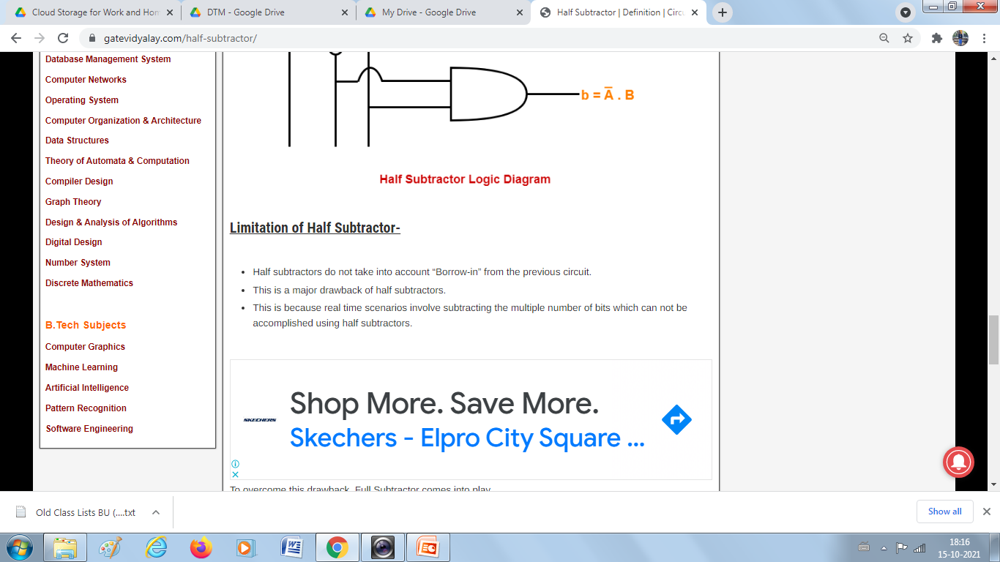 Cloud Storage for Work and Hom
DTM - Google Drive
My Drive - Google Drive
Half Subtractor | Definition | Circu
gatevidyalay.com/half-subtractor/
Database Management System
Computer Networks
Operating System
Computer Organization & Architecture
Data Structures
Theory of Automata & Computation
Compiler Design
Graph Theory
Design & Analysis of Algorithms
Digital Design
Number System
Discrete Mathematics
B.Tech Subjects
Computer Graphics
Machine Learning
Artificial Intelligence
Pattern Recognition
Software Engineering
b = A̅ . B
Half Subtractor Logic Diagram
Limitation of Half Subtractor-
Half subtractors do not take into account “Borrow-in” from the previous circuit.
This is a major drawback of half subtractors.
This is because real time scenarios involve subtracting the multiple number of bits which can not be
accomplished using half subtractors.
SKECHERS
Shop More. Save More.
Skechers - Elpro City Square ...
To overcome this drawback, Full Subtractor comes into play.
Old Class Lists BU (....txt
Show all
18:16
15-10-2021